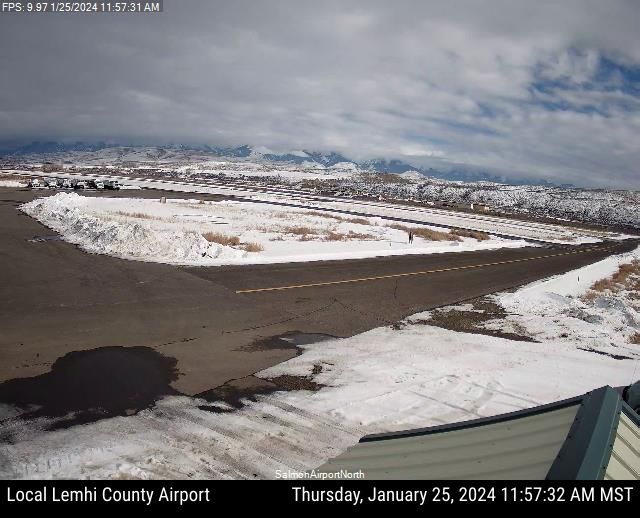 FPS: 9.97 1/25/2024 11:57:31 AM
SalmonAirportNorth
Local Lemhi County Airport Thursday, January 25, 2024 11:57:32 AM MST